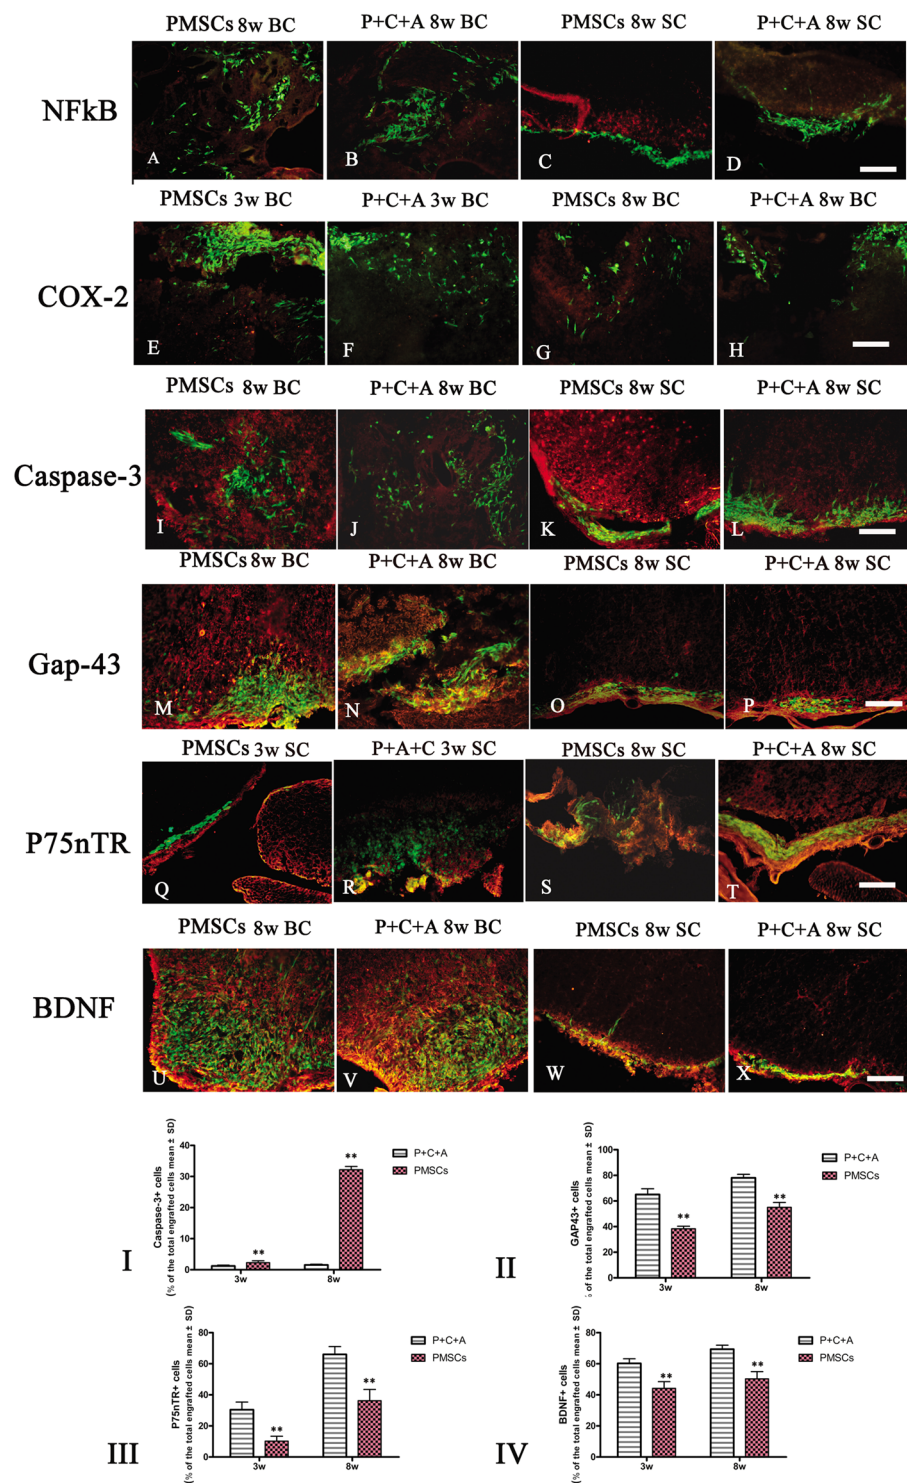 PMSCs 8w BC P+C+A 8w BC PMSCs 8w SC P+C+A 8w SC
NFkB
A B C D
PMSCs 3w BC P+C+A 3w BC PMSCs 8w BC P+C+A 8w BC
COX-2
E F G H
PMSCs 8w BC P+C+A 8w BC PMSCs 8w SC P+C+A 8w SC
Caspase-3
I J K L
PMSCs 8w BC P+C+A 8w BC PMSCs 8w SC P+C+A 8w SC
Gap-43
M N O P
PMSCs 3w SC P+A+C 3w SC PMSCs 8w SC P+C+A 8w SC
P75nTR
Q R S T
PMSCs 8w BC P+C+A 8w BC PMSCs 8w SC P+C+A 8w SC
BDNF
U V W X
I
Caspase-3+ cells
(% of the total engrafted cells mean ± SD)
40
30
20
10
0
** **
3w 8w
P+C+A
PMSCs
II
GAP43+ cells
% of the total engrafted cells mean ± SD)
100
80
60
40
20
0
** **
3w 8w
P+C+A
PMSCs
III
P75nTR+ cells
(% of the total engrafted cells mean ± SD)
80
60
40
20
0
** **
3w 8w
P+C+A
PMSCs
IV
BDNF+ cells
(% of the total engrafted cells mean ± SD)
80
60
40
20
0
** **
3w 8w
P+C+A
PMSCs